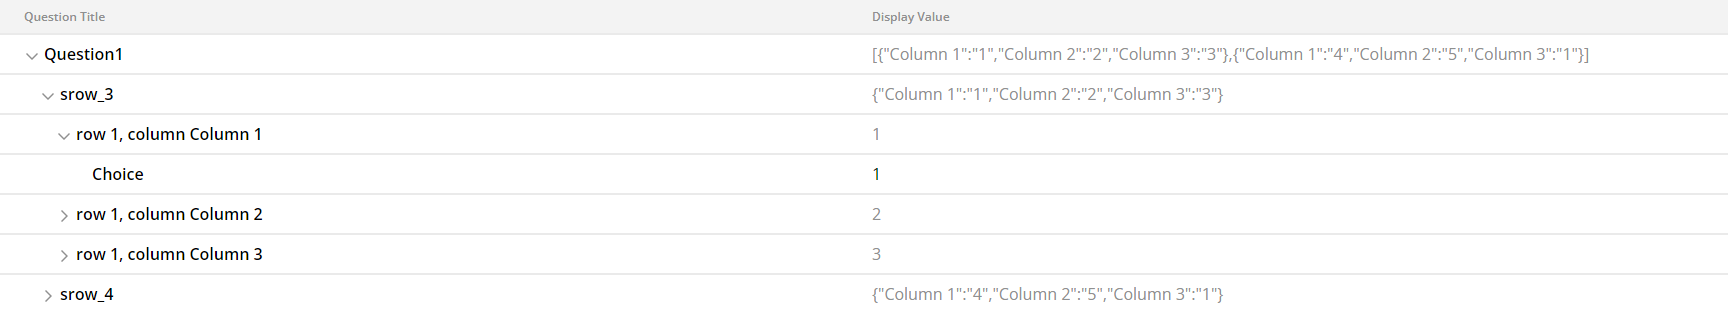 Question Title Display Value
Question1 [{"Column 1":"1","Column 2":"2","Column 3":"3"},{"Column 1":"4","Column 2":"5","Column 3":"1"}]
srow_3 {"Column 1":"1","Column 2":"2","Column 3":"3"}
row 1, column Column 1 1
Choice 1
row 1, column Column 2 2
row 1, column Column 3 3
srow_4 {"Column 1":"4","Column 2":"5","Column 3":"1"}